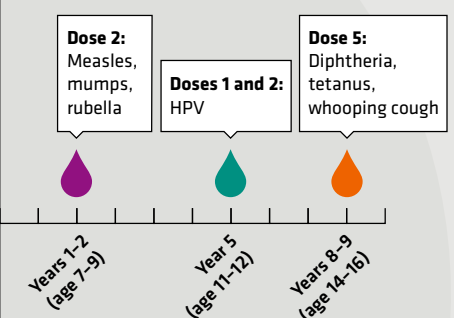 Dose 2:
Measles,
mumps,
rubella
Doses 1 and 2:
HPV
Dose 5:
Diphtheria,
tetanus,
whooping cough
Years 1–2
(age 7–9)
Year 5
(age 11–12)
Years 8–9
(age 14–16)